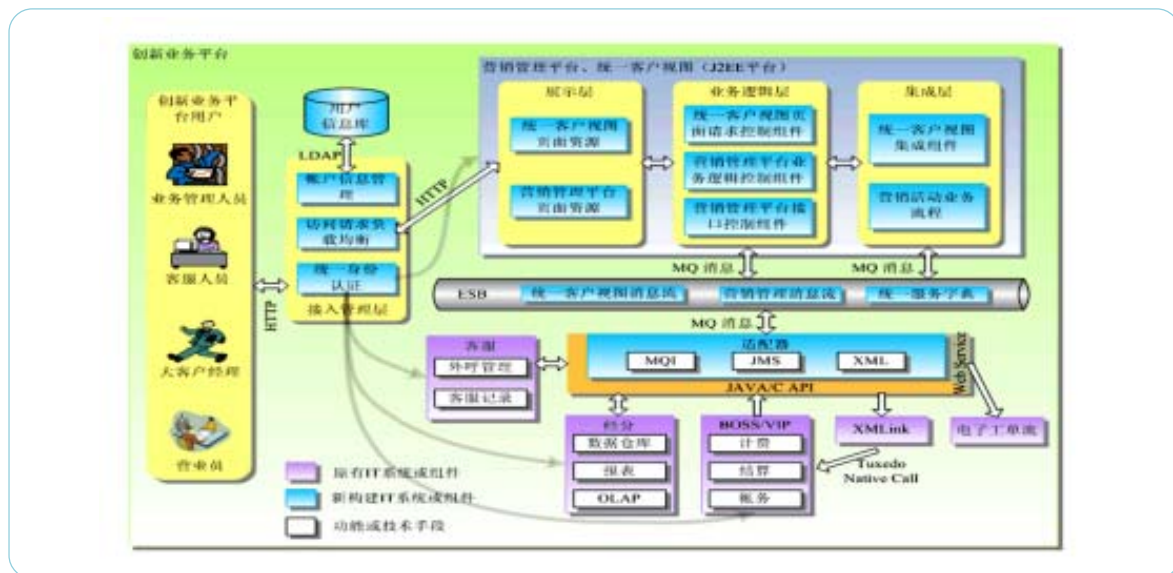 创新业务平台
创新业务平
台用户
业务管理人员
客服人员
大客户经理
营业员
HTTP
用户
信息库
LDAP
帐户信息管
理
访问请求负
载均衡
统一身份
认证
接入管理层
HTTP
营销管理平台、统一客户视图（J2EE平台）
展示层
统一客户视图
页面资源
营销管理平台
页面资源
业务逻辑层
统一客户视图页
面请求控制组件
营销管理平台业
务逻辑控制组件
营销管理平台接
口控制组件
集成层
统一客户视图
集成组件
营销活动业务
流程
MQ 消息
MQ 消息
ESB
统一客户视图消息流
营销管理消息流
统一服务字典
MQ 消息
客服
外呼管理
客服记录
适配器
MQI
JMS
XML
JAVA/C API
Web Service
经分
数据仓库
报表
OLAP
BOSS/VIP
计费
结算
账务
XMLink
电子工单流
Tuxedo
Native Call
原有IT系统或组件
新构建IT系统或组件
功能或技术手段